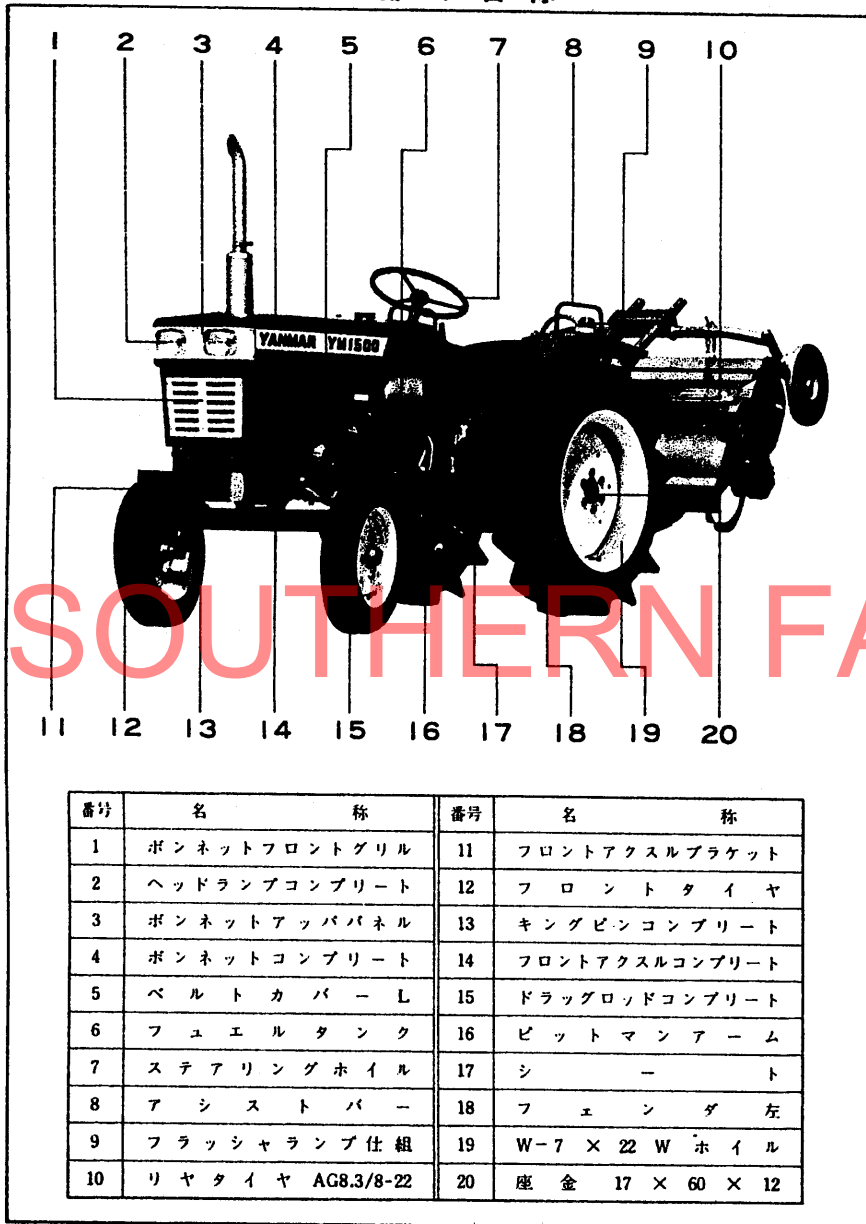 1 2 3 4 5 6 7 8 9 10
YANMAR YM1500
SOUTHERN FA
11 12 13 14 15 16 17 18 19 20
番号 名称 番号 名称
1 ボンネットフロントグリル 11 フロントアクスルブラケット
2 ヘッドランプコンプリート 12 フロントタイヤ
3 ボンネットアッパパネル 13 キングピンコンプリート
4 ボンネットコンプリート 14 フロントアクスルコンプリート
5 ベルトカバーL 15 ドラッグロッドコンプリート
6 フュエルタンク 16 ピットマンアーム
7 ステアリングホイル 17 シート
8 アシストバー 18 フェンダ左
9 フラッシャランプ仕組 19 W-7×22Wホイル
10 リヤタイヤ AG8.3/8-22 20 座金 17×60×12